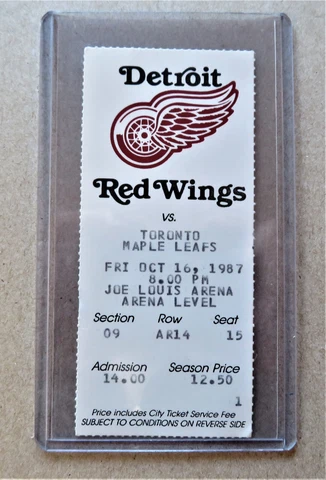 Detroit
Red Wings
vs.
TORONTO
MAPLE LEAFS
FRI OCT 16, 1987
8.00 PM
JOE LOUIS ARENA
ARENA LEVEL
Section Row Seat
09 AR14 15
Admission Season Price
14.00 12.50
1
Price includes City Ticket Service Fee
SUBJECT TO CONDITIONS ON REVERSE SIDE